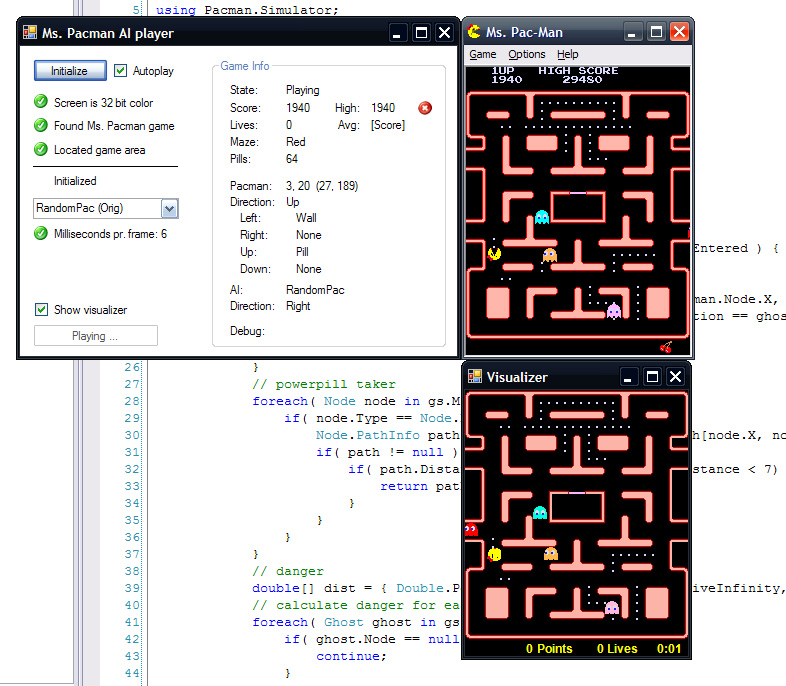 5 using Pacman.Simulator;
Ms. Pacman AI player
Initialize
Autoplay
Screen is 32 bit color
Found Ms. Pacman game
Located game area
Initialized
RandomPac (Orig)
Milliseconds pr. frame: 6
Show visualizer
Playing ...
Game Info
State: Playing
Score: 1940 High: 1940
Lives: 0 Avg: [Score]
Maze: Red
Pills: 64
Pacman: 3, 20 (27, 189)
Direction: Up
Left: Wall
Right: None
Up: Pill
Down: None
AI: RandomPac
Direction: Right
Debug:
Ms. Pac-Man
Game Options Help
1UP HIGH SCORE
1940 29480
Entered ) {
man.Node.X,
tion == ghos
26 }
27 // powerpill taker
28 foreach( Node node in gs.M
29 if( node.Type == Node.
30 Node.PathInfo path h[node.X, no
31 if( path != null )
32 if( path.Dista stance < 7)
33 return pat
34 }
35 }
36 }
37 }
38 // danger
39 double[] dist = { Double.P iveInfinity,
40 // calculate danger for ea
41 foreach( Ghost ghost in gs
42 if( ghost.Node == null
43 continue;
44 }
Visualizer
0 Points 0 Lives 0:01